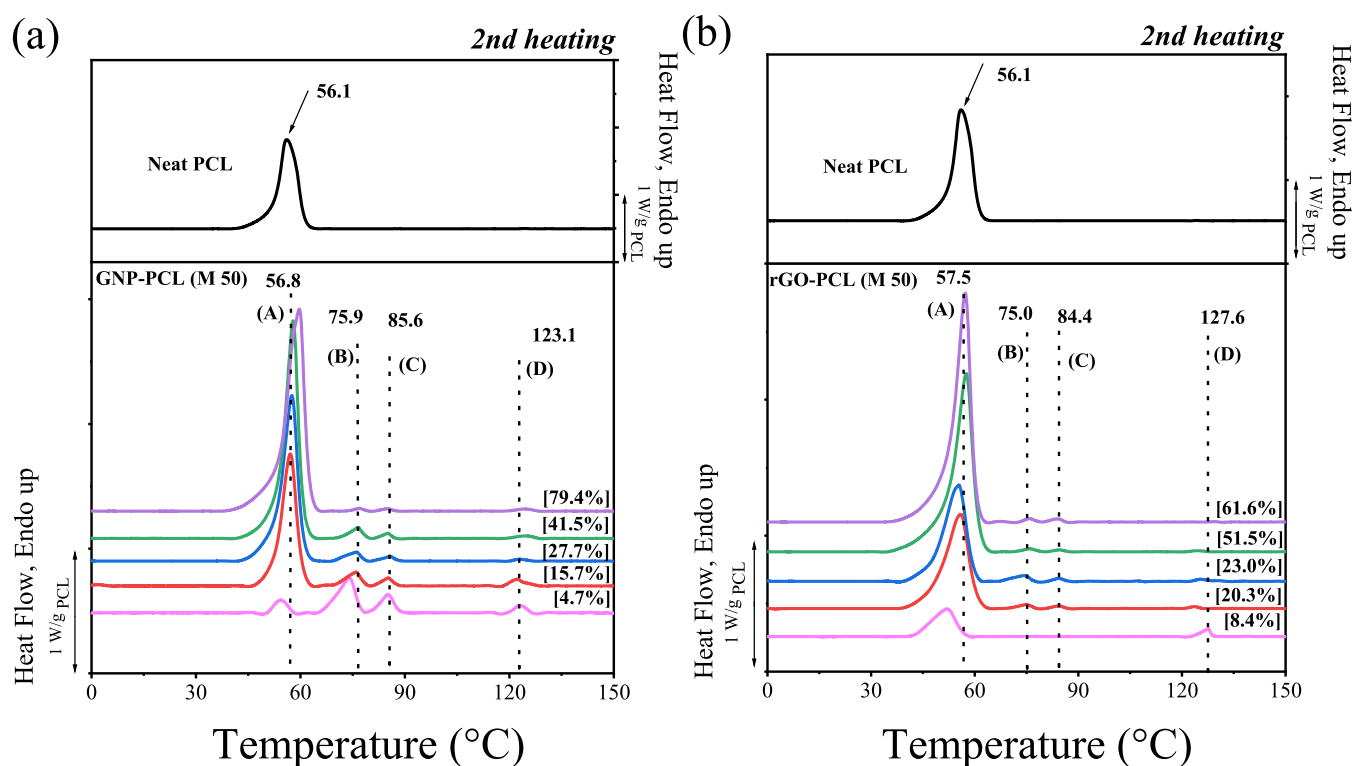 (a)
2nd heating
56.1
Neat PCL
Heat Flow, Endo up
1 W/g PCL
GNP-PCL (M 50)
56.8
(A)
75.9
(B)
85.6
(C)
123.1
(D)
[79.4%]
[41.5%]
[27.7%]
[15.7%]
[4.7%]
Heat Flow, Endo up
1 W/g PCL
0
30
60
90
120
150
Temperature (°C)
(b)
2nd heating
56.1
Neat PCL
Heat Flow, Endo up
1 W/g PCL
rGO-PCL (M 50)
57.5
(A)
75.0
(B)
84.4
(C)
127.6
(D)
[61.6%]
[51.5%]
[23.0%]
[20.3%]
[8.4%]
Heat Flow, Endo up
1 W/g PCL
0
30
60
90
120
150
Temperature (°C)